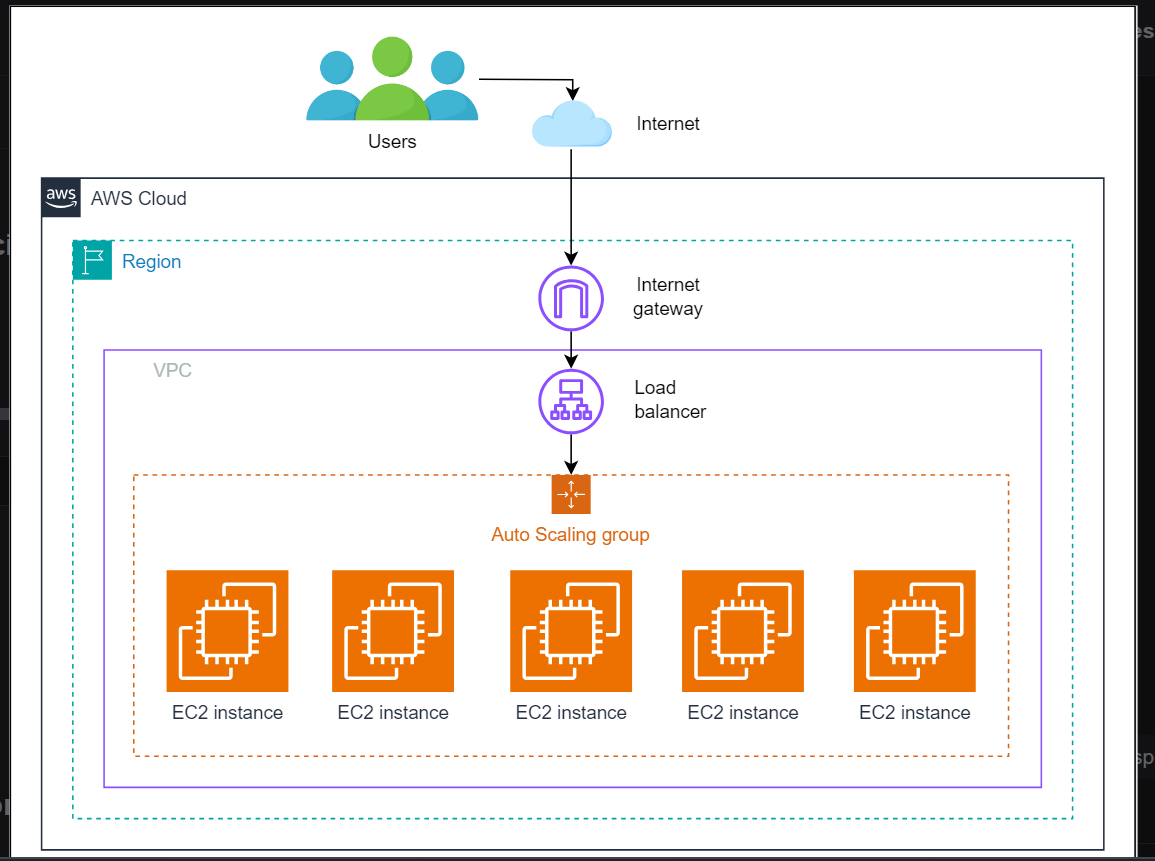 Users
Internet
aws
AWS Cloud
Region
Internet
gateway
VPC
Load
balancer
Auto Scaling group
EC2 instance
EC2 instance
EC2 instance
EC2 instance
EC2 instance